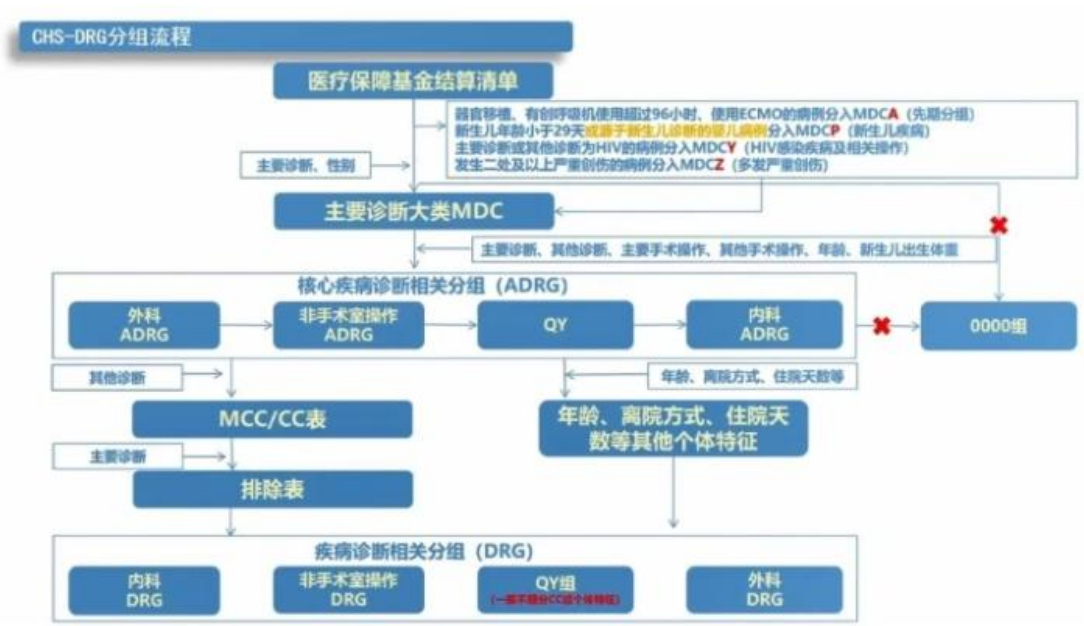 CHS-DRG分组流程
医疗保障基金结算清单
器官移植、有创呼吸机使用超过96小时、使用ECMO的病例分入MDCA（先期分组）
新生儿年龄小于29天或源于新生儿诊断的婴儿病例分入MDCP（新生儿疾病）
主要诊断或其他诊断为HIV的病例分入MDCY（HIV感染疾病及相关操作）
发生二处及以上严重创伤的病例分入MDCZ（多发严重创伤）
主要诊断、性别
主要诊断大类MDC
主要诊断、其他诊断、主要手术操作、其他手术操作、年龄、新生儿出生体重
核心疾病诊断相关分组（ADRG）
外科
ADRG
非手术室操作
ADRG
QY
内科
ADRG
0000组
其他诊断
年龄、离院方式、住院天数等
MCC/CC表
年龄、离院方式、住院天
数等其他个体特征
主要诊断
排除表
疾病诊断相关分组（DRG）
内科
DRG
非手术室操作
DRG
QY组
(一般不细分CC或个体特征)
外科
DRG